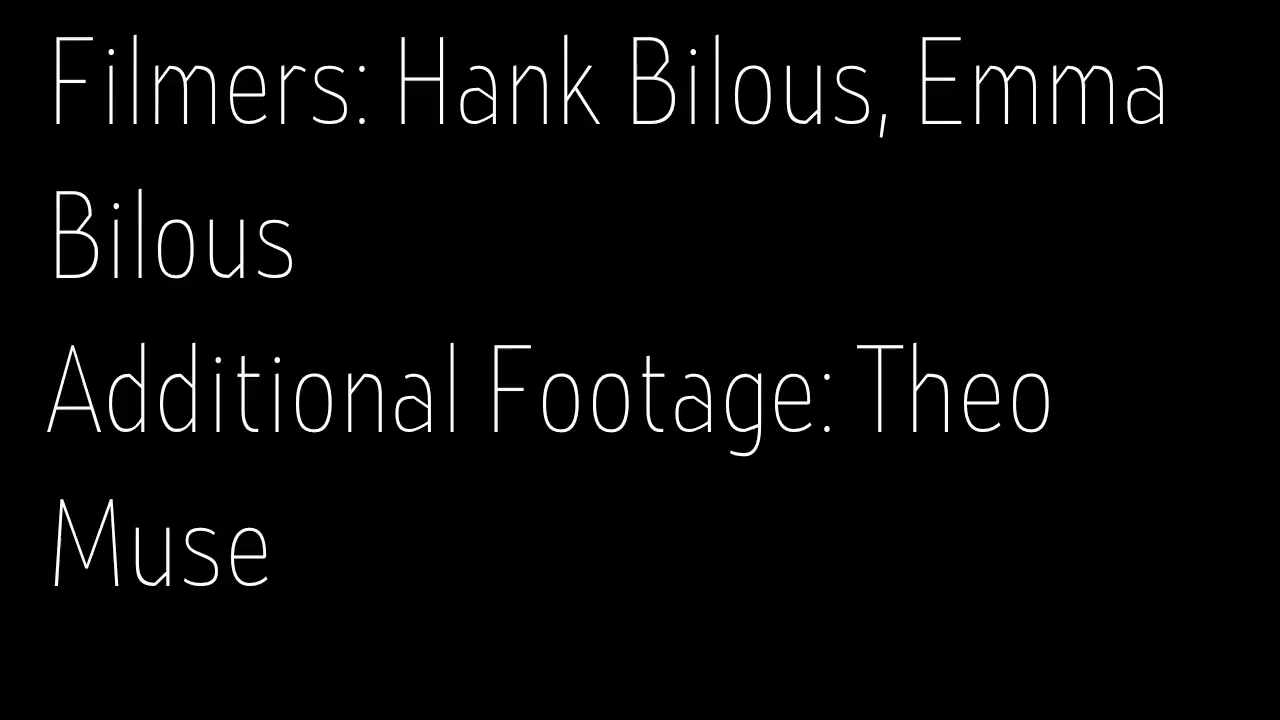 Filmers: Hank Bilous, Emma
Bilous
Additional Footage: Theo
Muse